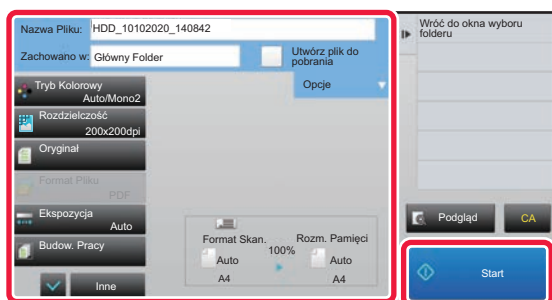 Nazwa Pliku:
HDD_10102020_140842
Zachowano w:
Główny Folder
Utwórz plik do
pobrania
Opcje
Tryb Kolorowy
Auto/Mono2
Rozdzielczość
200x200dpi
Oryginał
Format Pliku
PDF
Ekspozycja
Auto
Budow. Pracy
Inne
Format Skan.
100%
Rozm. Pamięci
Auto
Auto
A4
A4
Wróć do okna wyboru
folderu
Podgląd
CA
Start